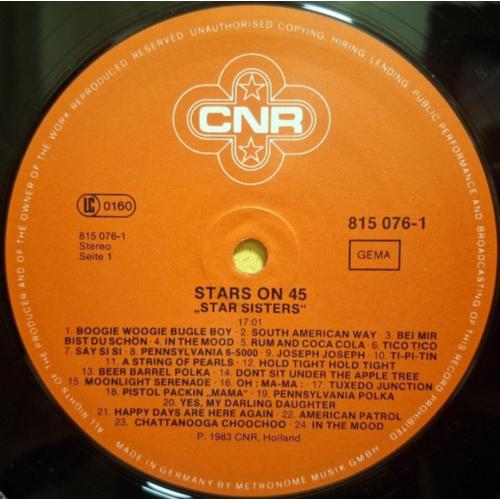 ALL RIGHTS OF THE PRODUCER AND OF THE OWNER OF THE WORK REPRODUCED RESERVED UNAUTHORISED COPYING, HIRING, LENDING, PUBLIC PERFORMANCE AND BROADCASTING OF THIS RECORD PROHIBITED
CNR
LC 0160
815 076-1
Stereo
Seite 1
815 076-1
GEMA
STARS ON 45
„STAR SISTERS"
17:01
1. BOOGIE WOOGIE BUGLE BOY · 2. SOUTH AMERICAN WAY · 3. BEI MIR
BIST DU SCHÖN · 4. IN THE MOOD · 5. RUM AND COCA COLA · 6. TICO TICO
7. SAY SI SI · 8. PENNSYLVANIA 6-5000 · 9. JOSEPH JOSEPH · 10. TI-PI-TIN
11. A STRING OF PEARLS · 12. HOLD TIGHT HOLD TIGHT
13. BEER BARREL POLKA · 14. DONT SIT UNDER THE APPLE TREE
15. MOONLIGHT SERENADE · 16. OH : MA-MA : · 17. TUXEDO JUNCTION
18. PISTOL PACKIN „MAMA" · 19. PENNSYLVANIA POLKA
20. YES, MY DARLING DAUGHTER
21. HAPPY DAYS ARE HERE AGAIN · 22. AMERICAN PATROL
23. CHATTANOOGA CHOOCHOO · 24. IN THE MOOD
P. 1983 CNR, Holland
MADE IN GERMANY BY METRONOME MUSIK GMBH